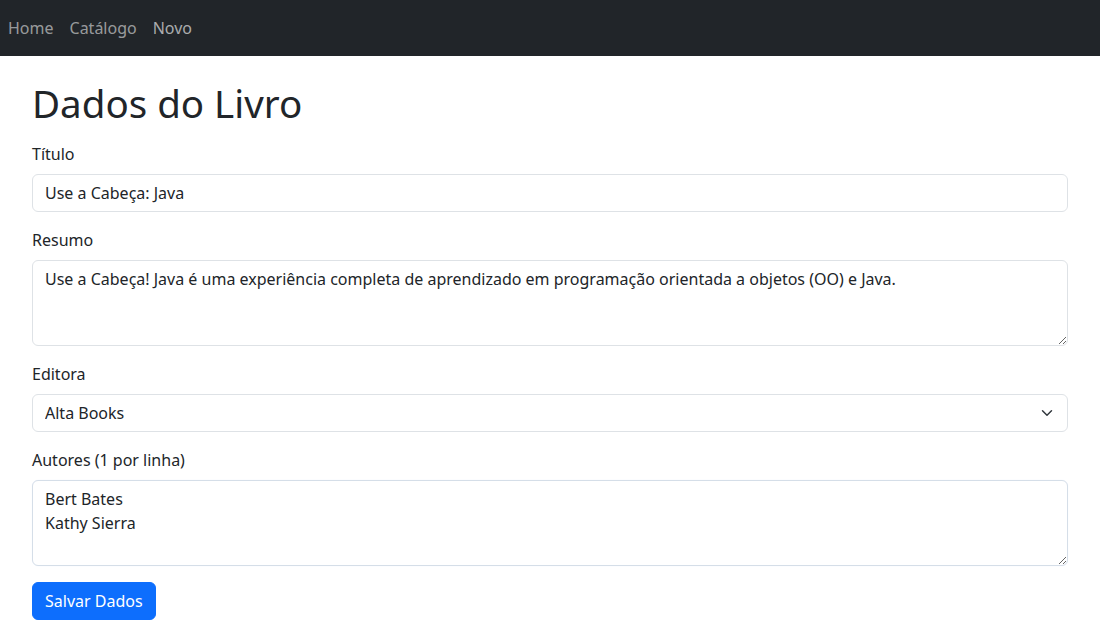 Home Catálogo Novo
Dados do Livro
Título
Use a Cabeça: Java
Resumo
Use a Cabeça! Java é uma experiência completa de aprendizado em programação orientada a objetos (OO) e Java.
Editora
Alta Books
Autores (1 por linha)
Bert Bates
Kathy Sierra
Salvar Dados